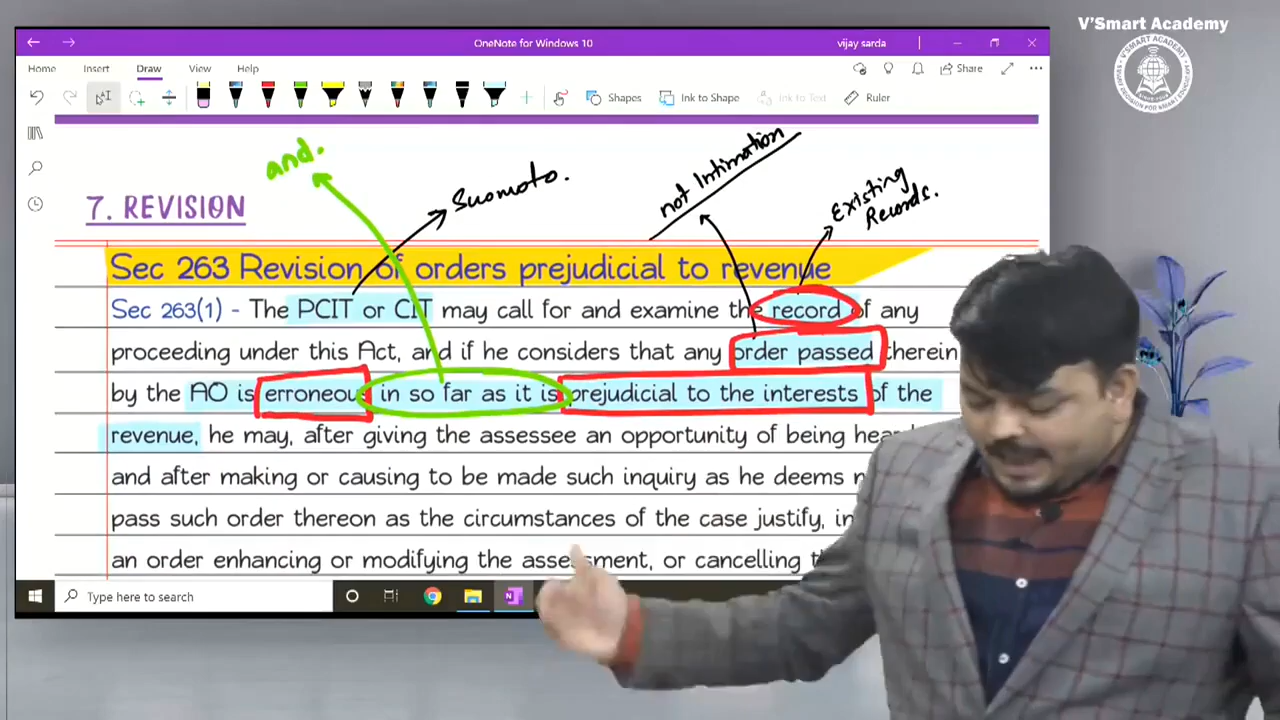 V'Smart Academy
OneNote for Windows 10
vijay sarda
Home Insert Draw View Help
Share
Shapes
Ink to Shape
Ink to Text
Ruler
and.
Suomoto.
not Intimation
Existing
Records.
7. REVISION
Sec 263 Revision of orders prejudicial to revenue
Sec 263(1) - The PCIT or CIT may call for and examine the record of any
proceeding under this Act, and if he considers that any order passed therein
by the AO is erroneous in so far as it is prejudicial to the interests of the
revenue, he may, after giving the assessee an opportunity of being
and after making or causing to be made such inquiry as he deems
pass such order thereon as the circumstances of the case justify,
an order enhancing or modifying the assessment, or cancelling
Type here to search